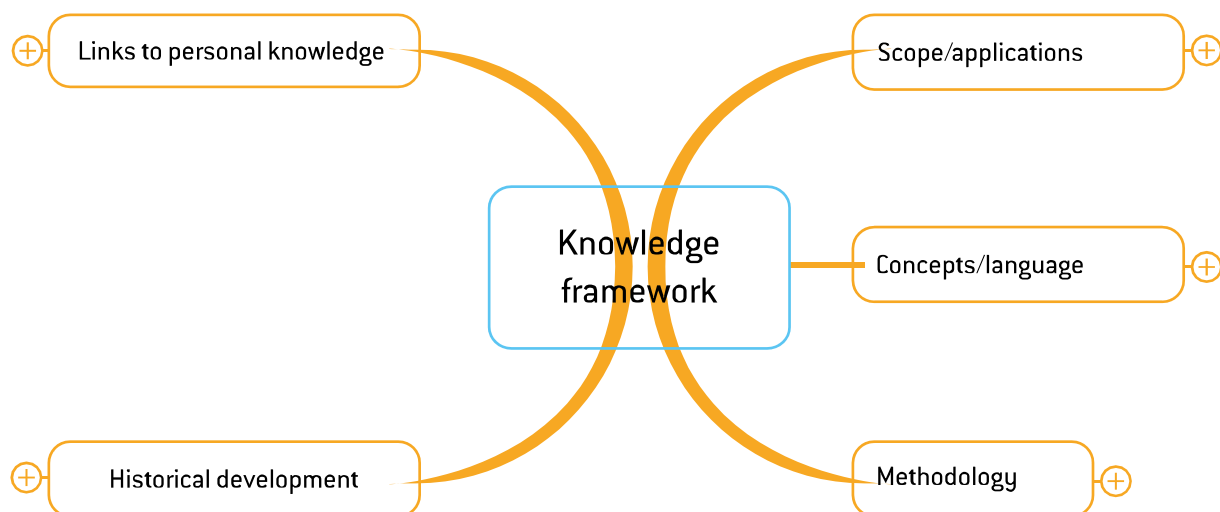 Links to personal knowledge
Scope/applications
Knowledge
framework
Concepts/language
Historical development
Methodology